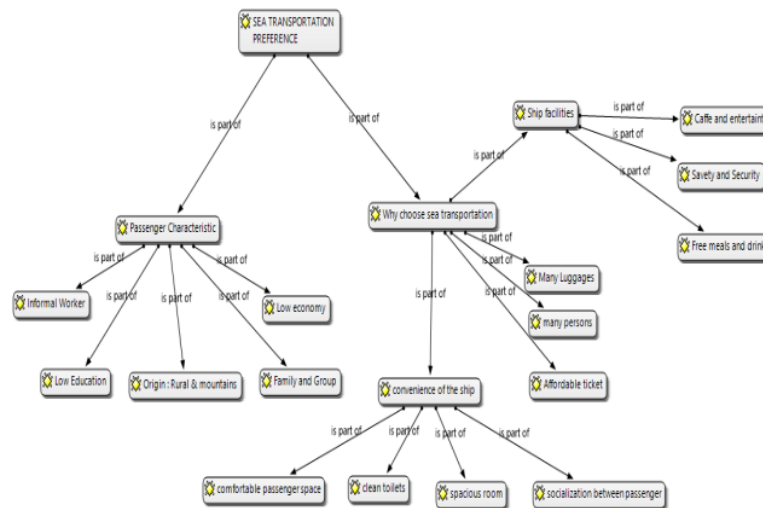 SEA TRANSPORTATION
PREFERENCE
is part of
is part of
Ship facilities
is part of
Caffe and entertaint
is part of
Savety and Security
is part of
Free meals and drink
is part of
Passenger Characteristic
Why choose sea transportation
is part of
is part of
is part of
is part of
is part of
Informal Worker
Low economy
Low Education
Origin : Rural & mountains
Family and Group
is part of
is part of
is part of
is part of
Many Luggages
many persons
Affordable ticket
convenience of the ship
is part of
is part of
is part of
is part of
comfortable passenger space
clean toilets
spacious room
socialization between passenger